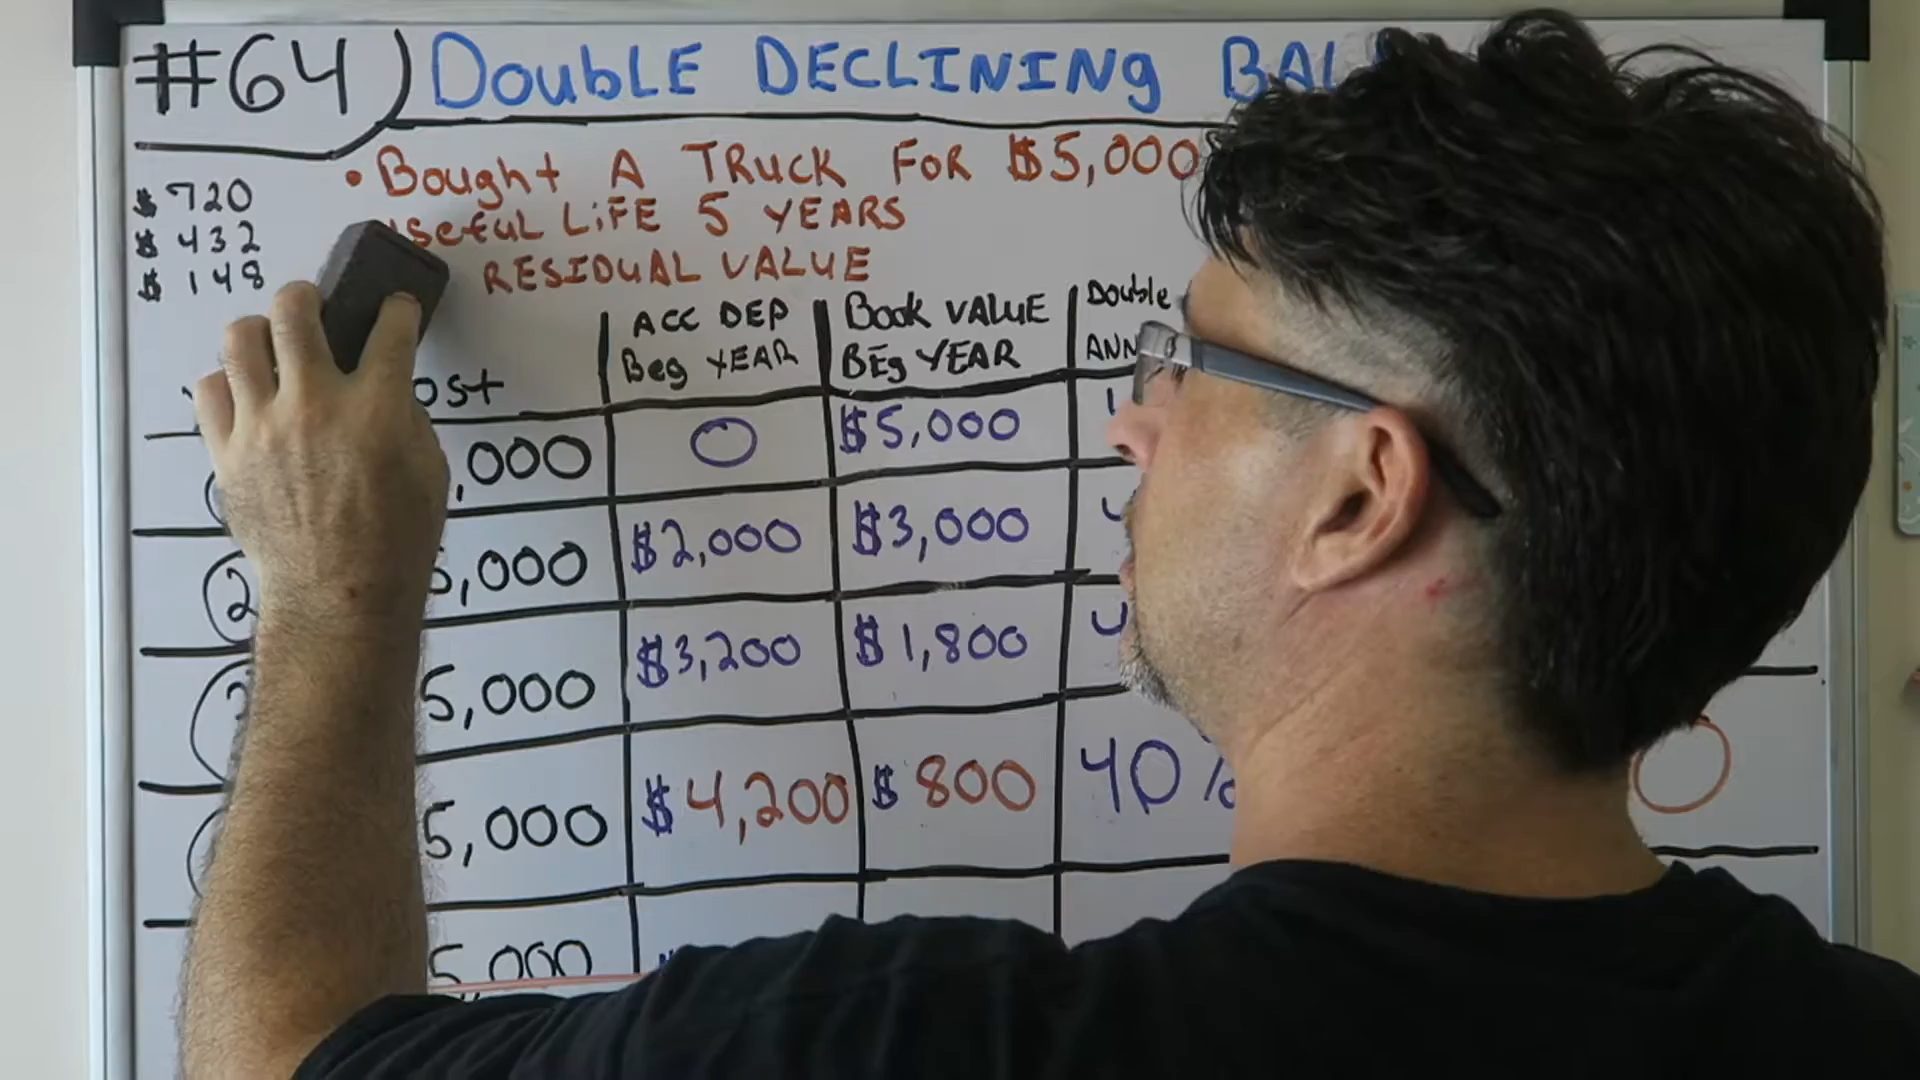 #64) Double DECLINING BAL
• Bought A TRUCK FOR $5,000
Useful LiFE 5 YEARS
RESIDUAL VALUE
$ 720
$ 432
$ 148
Cost
ACC DEP
Beg YEAR
Book VALUE
BEg YEAR
Double
ANN
,000
0
$5,000
2
5,000
$2,000
$3,000
5,000
$3,200
$1,800
5,000
$4,200
$ 800
40%
5,000